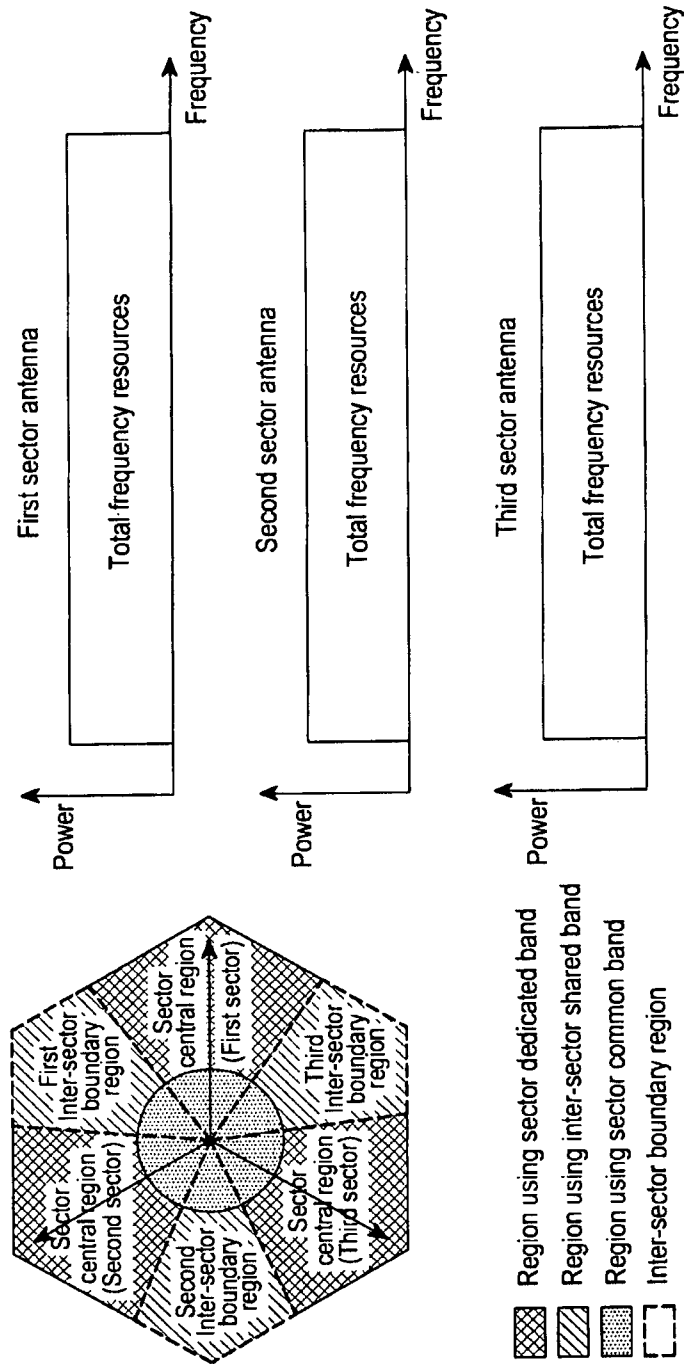 First
Inter-sector
boundary
region
Sector
central region
(Second sector)
Sector
central region
(First sector)
Second
Inter-sector
boundary
region
Sector
central region
(Third sector)
Third
Inter-sector
boundary
region
Region using sector dedicated band
Region using inter-sector shared band
Region using sector common band
Inter-sector boundary region
First sector antenna
Power
Total frequency resources
Frequency
Second sector antenna
Power
Total frequency resources
Frequency
Third sector antenna
Power
Total frequency resources
Frequency